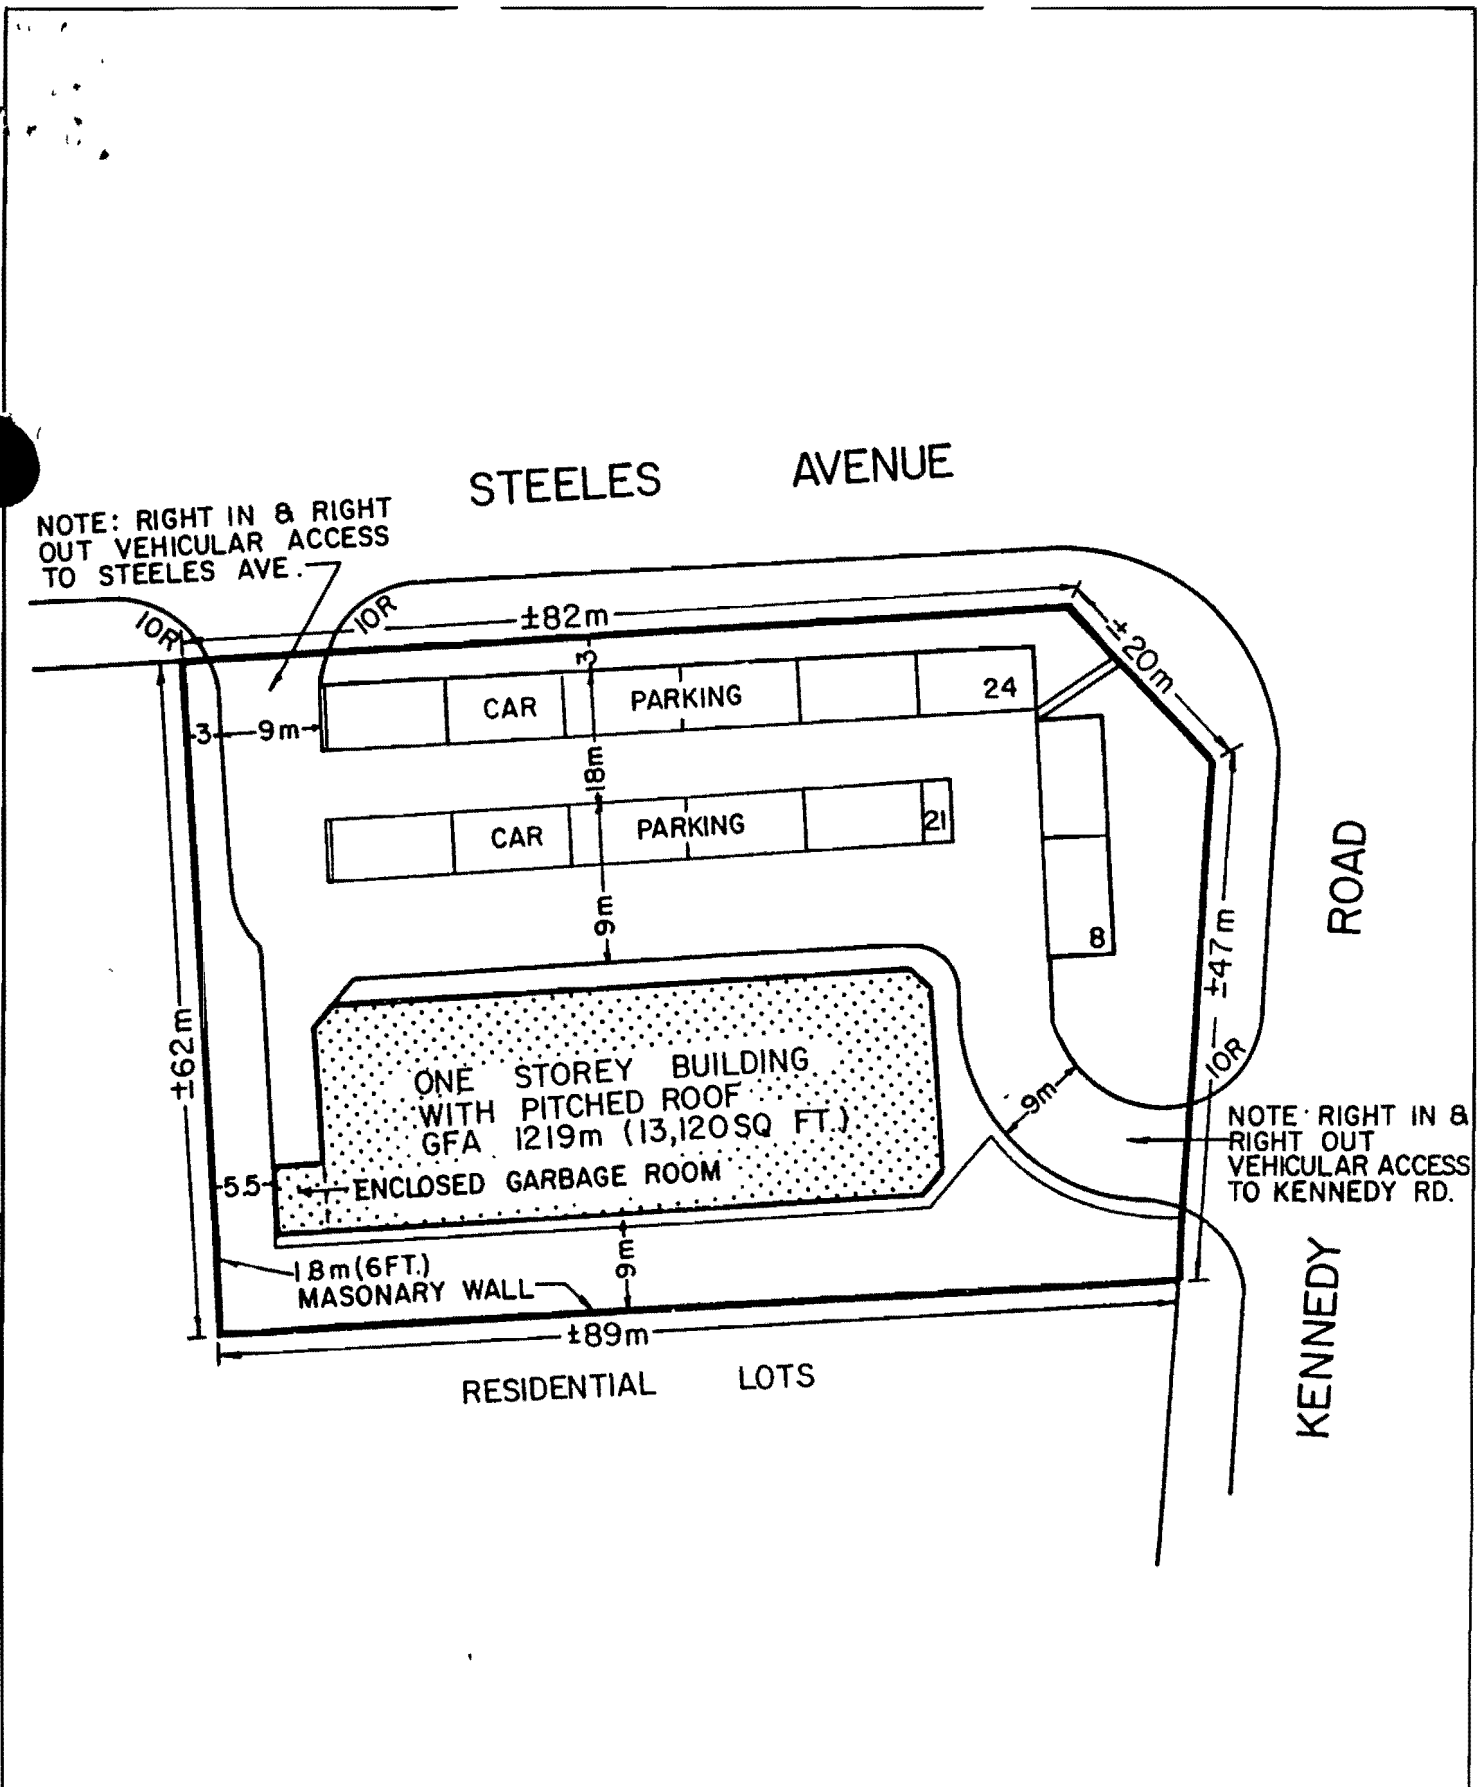 STEELES AVENUE
NOTE: RIGHT IN & RIGHT
OUT VEHICULAR ACCESS
TO STEELES AVE.
10R
10R
±82m
±20m
3
CAR PARKING 24
3
9m
18m
CAR PARKING 21
8
9m
±47m
ROAD
±62m
ONE STOREY BUILDING
WITH PITCHED ROOF
GFA 1219m (13,120 SQ FT.)
ENCLOSED GARBAGE ROOM
5.5
9m
10R
NOTE: RIGHT IN &
RIGHT OUT
VEHICULAR ACCESS
TO KENNEDY RD.
1.8m (6FT.)
MASONARY WALL
9m
±89m
RESIDENTIAL LOTS
KENNEDY